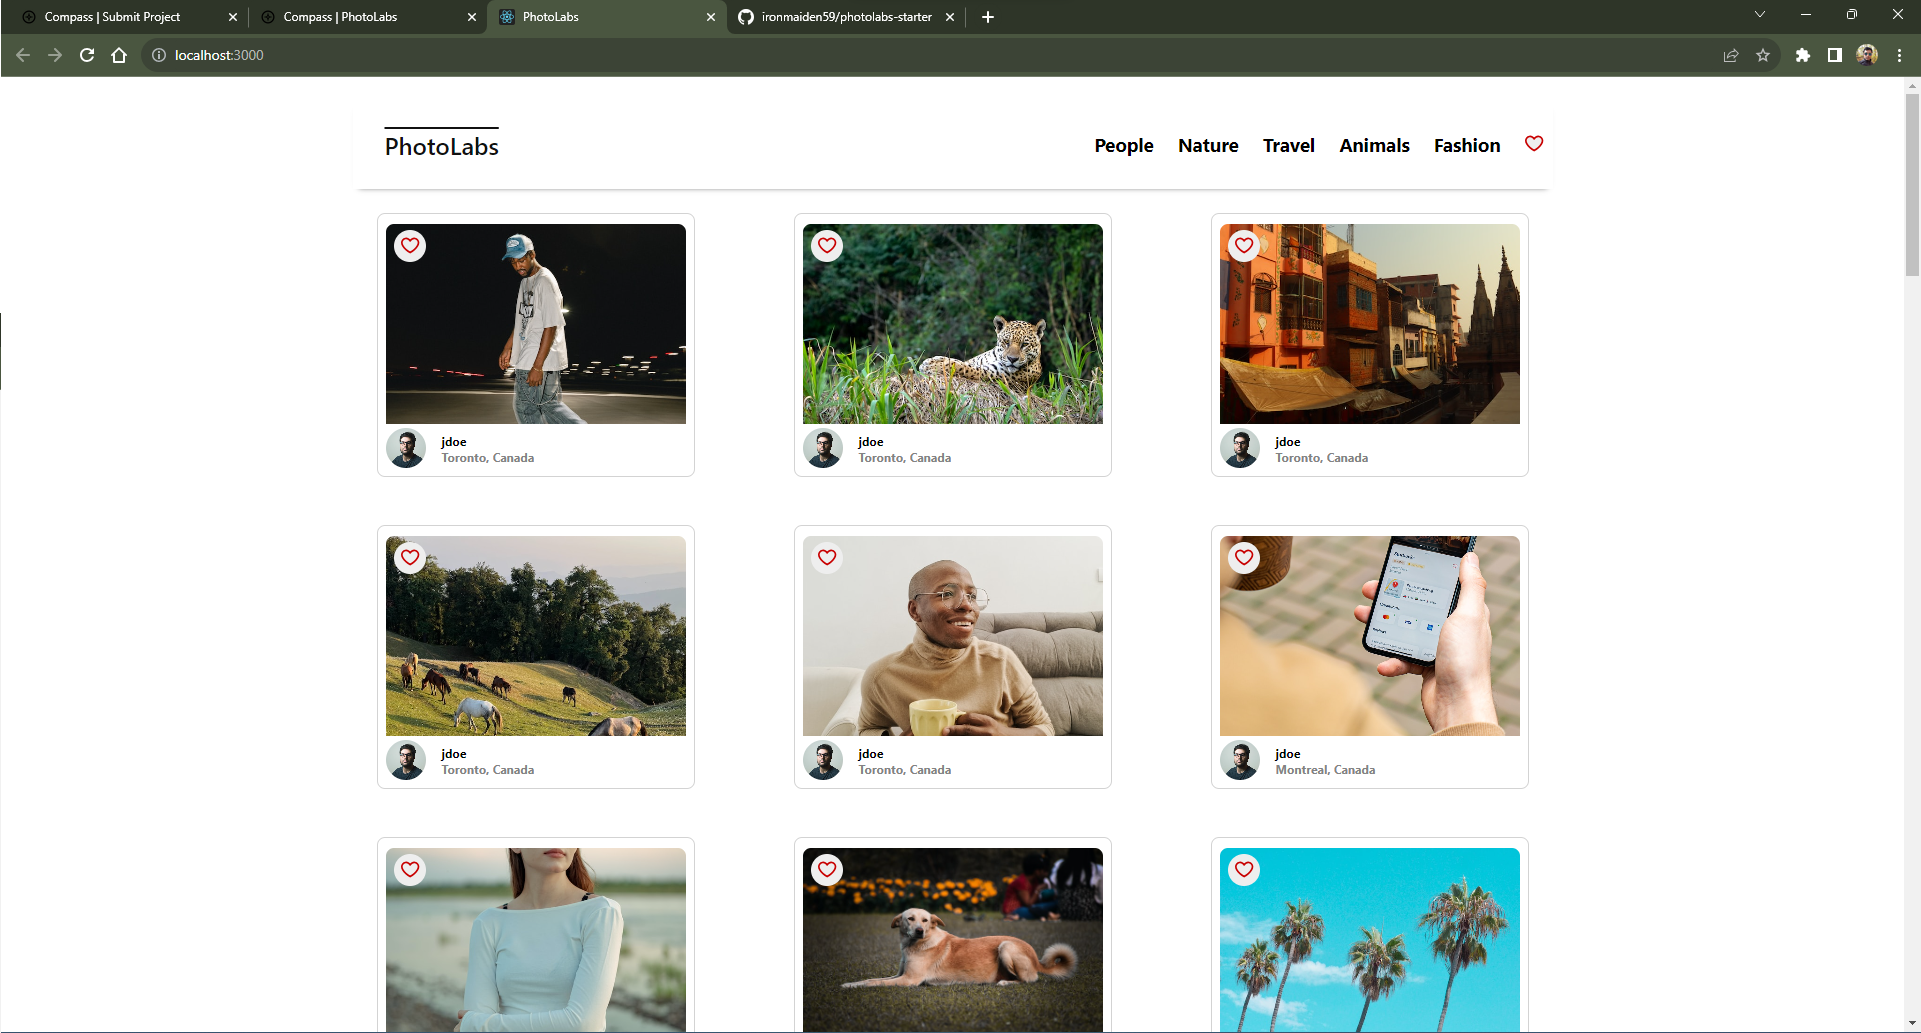 Compass | Submit Project
Compass | PhotoLabs
PhotoLabs
ironmaiden59/photolabs-starter
localhost:3000
PhotoLabs
People Nature Travel Animals Fashion
jdoe
Toronto, Canada
jdoe
Toronto, Canada
jdoe
Toronto, Canada
jdoe
Toronto, Canada
jdoe
Toronto, Canada
jdoe
Montreal, Canada